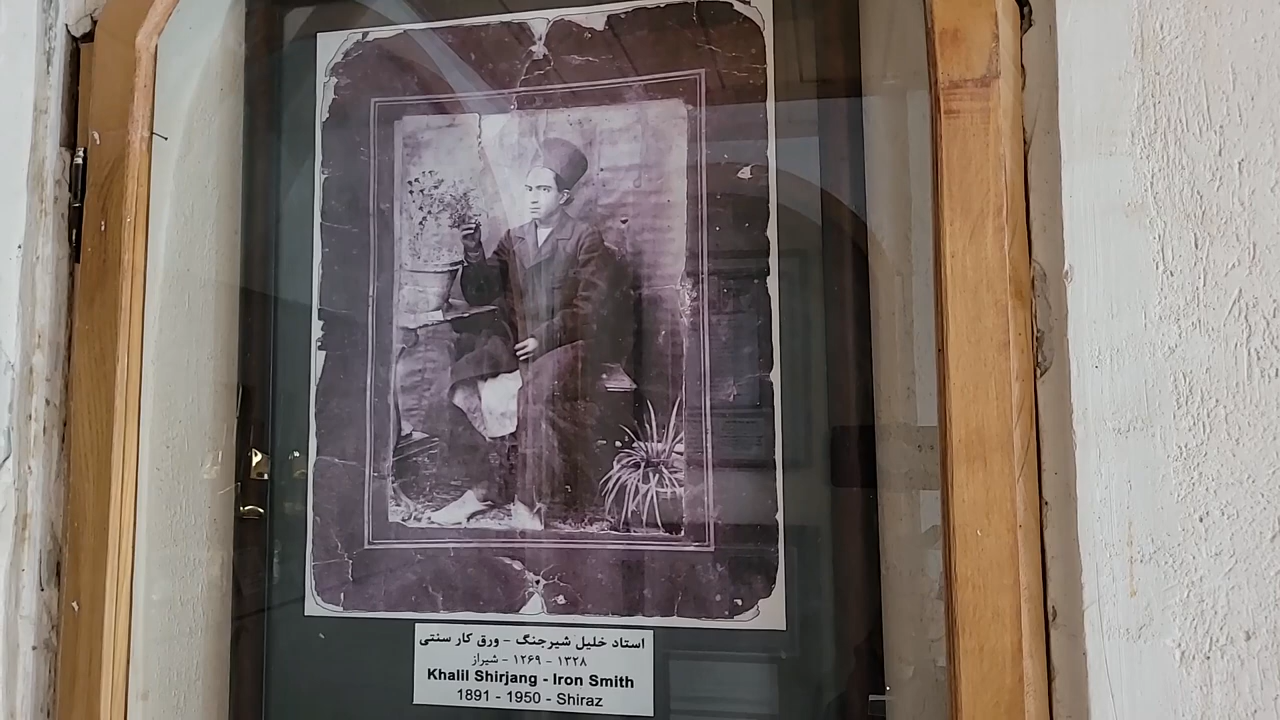 استاد خلیل شیرجنگ - ورق کار سنتی
۱۳۲۸ - ۱۲۶۹ - شیراز
Khalil Shirjang - Iron Smith
1891 - 1950 - Shiraz